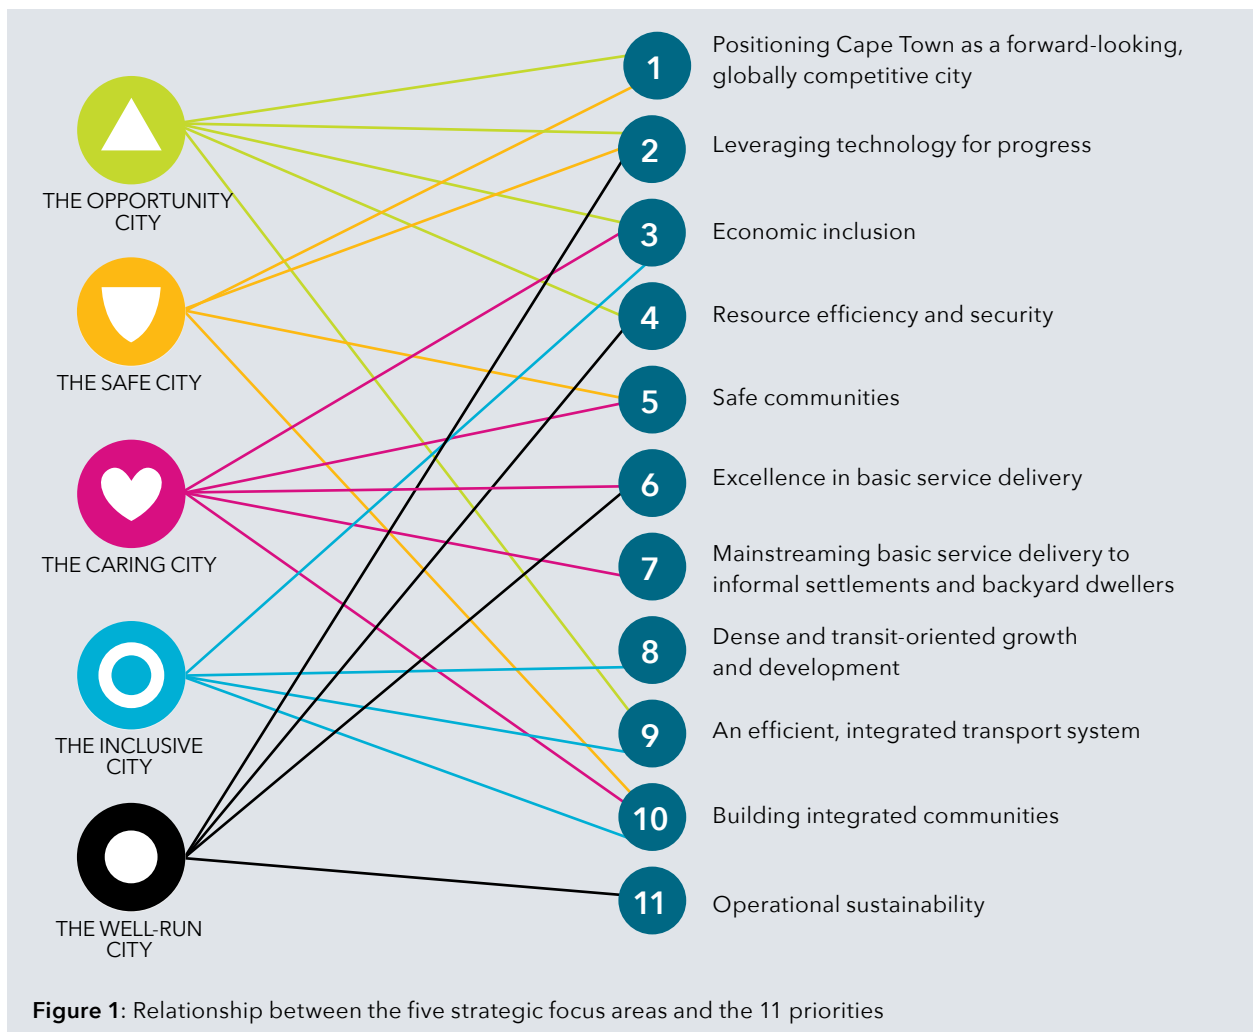 THE OPPORTUNITY
CITY
THE SAFE CITY
THE CARING CITY
THE INCLUSIVE
CITY
THE WELL-RUN
CITY
1
Positioning Cape Town as a forward-looking,
globally competitive city
2
Leveraging technology for progress
3
Economic inclusion
4
Resource efficiency and security
5
Safe communities
6
Excellence in basic service delivery
7
Mainstreaming basic service delivery to
informal settlements and backyard dwellers
8
Dense and transit-oriented growth
and development
9
An efficient, integrated transport system
10
Building integrated communities
11
Operational sustainability
Figure 1: Relationship between the five strategic focus areas and the 11 priorities